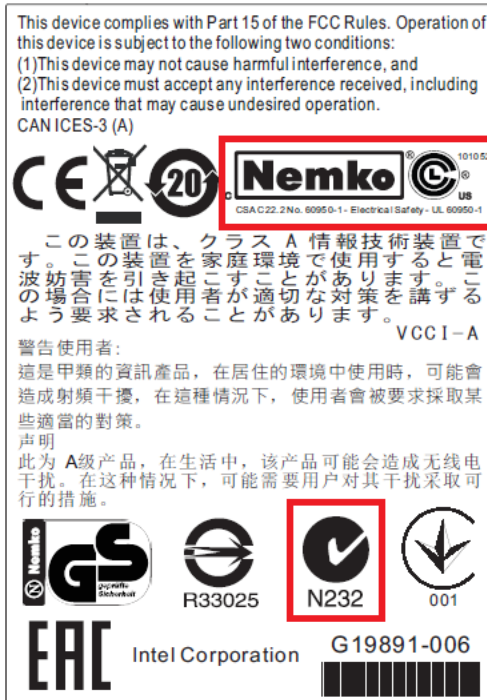 This device complies with Part 15 of the FCC Rules. Operation of
this device is subject to the following two conditions:
(1)This device may not cause harmful interference, and
(2)This device must accept any interference received, including
interference that may cause undesired operation.
CAN ICES-3 (A)
CE 20 C Nemko ® C L ® US 101052
CSA C22.2 No. 60950-1 - Electrical Safety - UL 60950-1
この装置は、クラス A 情報技術装置で
す。この装置を家庭環境で使用すると電
波妨害を引き起こすことがあります。こ
の場合には使用者が適切な対策を講ずる
よう要求されることがあります。
VCCI-A
警告使用者:
這是甲類的資訊產品，在居住的環境中使用時，可能會
造成射頻干擾，在這種情況下，使用者會被要求採取某
些適當的對策。
声明
此为 A级产品，在生活中，该产品可能会造成无线电
干扰。在这种情况下，可能需要用户对其干扰采取可
行的措施。
N Nemko GS geprüfte Sicherheit
R33025 N232 001
EAC Intel Corporation G19891-006